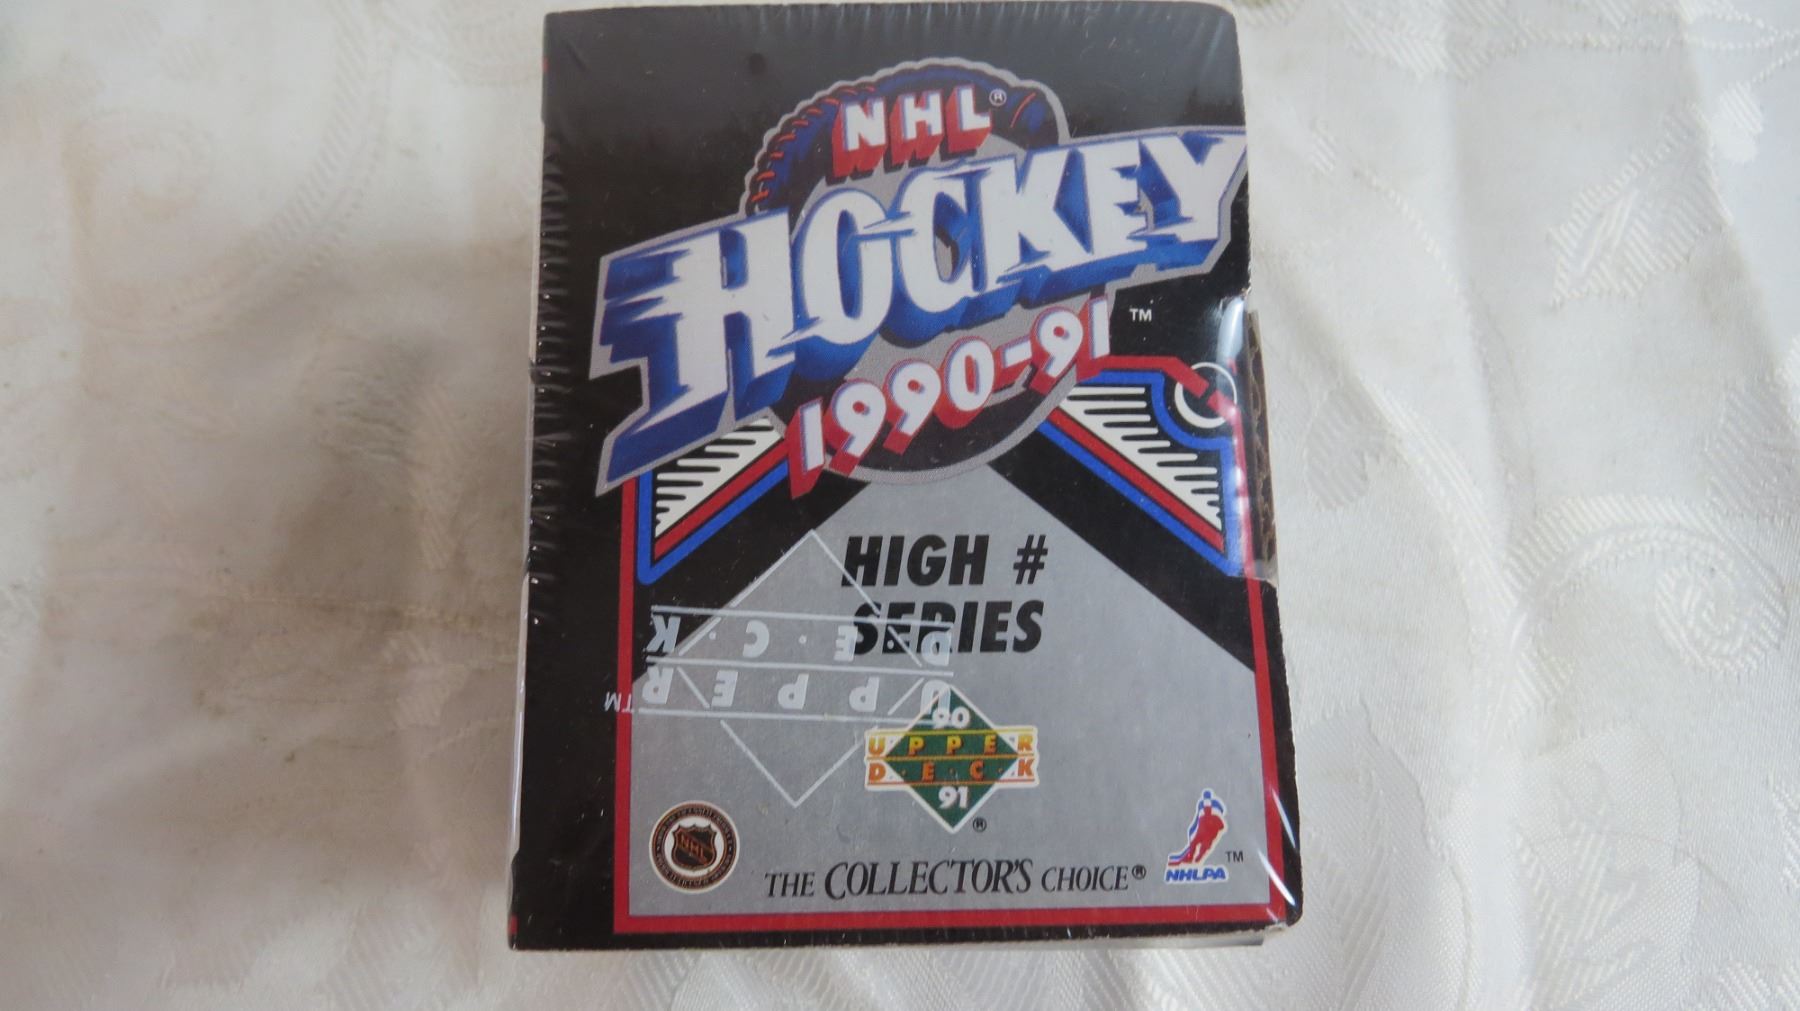 NHL®
HOCKEY
1990-91 ™
HIGH #
SERIES
UPPER ™
DECK
90
UPPER
DECK
91
®
NHL
THE COLLECTOR'S CHOICE®
NHLPA ™